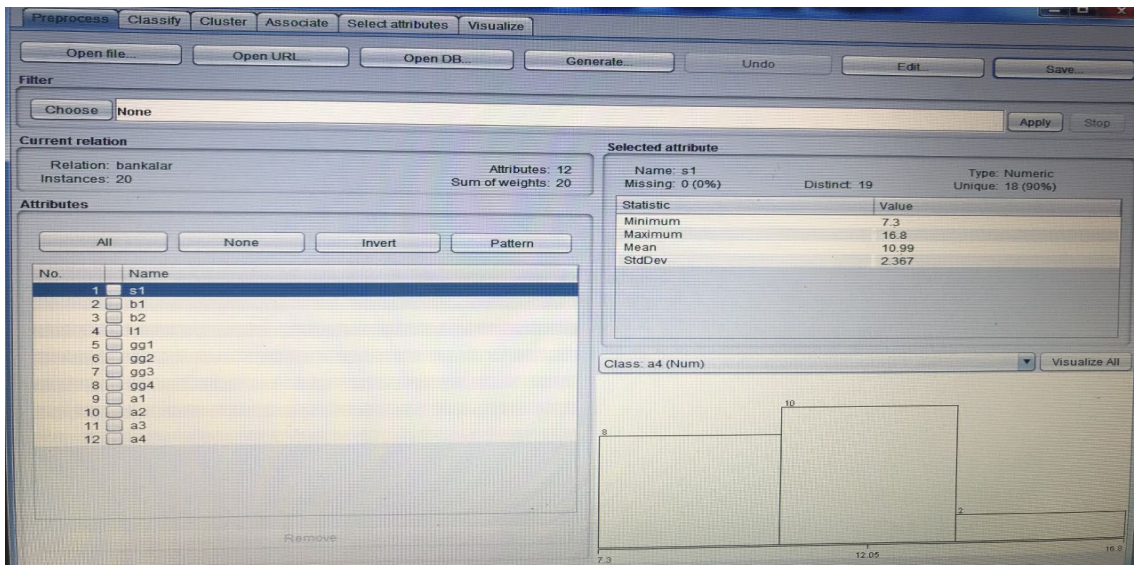 Preprocess Classify Cluster Associate Select attributes Visualize
Open file... Open URL... Open DB... Generate... Undo Edit... Save...
Filter
Choose None Apply Stop
Current relation
Relation: bankalar Attributes: 12
Instances: 20 Sum of weights: 20
Attributes
All None Invert Pattern
No. Name
1 s1
2 b1
3 b2
4 l1
5 gg1
6 gg2
7 gg3
8 gg4
9 a1
10 a2
11 a3
12 a4
Remove
Selected attribute
Name: s1 Type: Numeric
Missing: 0 (0%) Distinct: 19 Unique: 18 (90%)
Statistic Value
Minimum 7.3
Maximum 16.8
Mean 10.99
StdDev 2.367
Class: a4 (Num) Visualize All
8 10 2
7.3 12.05 16.8